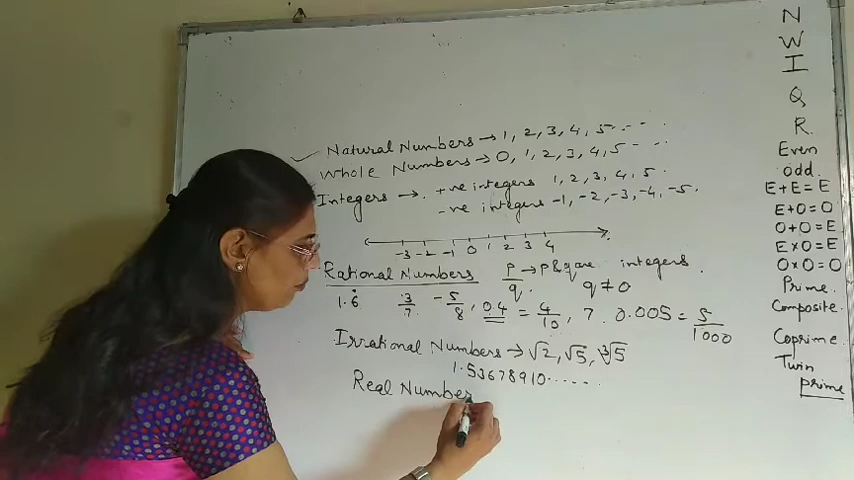 Natural Numbers → 1, 2, 3, 4, 5 . . . - - .
Whole Numbers → 0, 1, 2, 3, 4, 5 - - .
Integers → . +ve integers 1, 2, 3, 4, 5 .
-ve integers -1, -2, -3, -4, -5 .
-3 -2 -1 0 1 2 3 4
Rational Numbers p/q → p & q are integers . q ≠ 0
1.6̇ 3/7 -5/8 , 0.4 = 4/10 , 7 . 0.005 = 5/1000
Irrational Numbers → √2, √5, ∛5
1.53678910 . . . . . .
Real Number
N
W
I
Q
R.
Even
odd
E+E=E
E+O=O
O+O=E
E×O=E
O×O=O
Prime
Composite
Coprime
Twin
prime